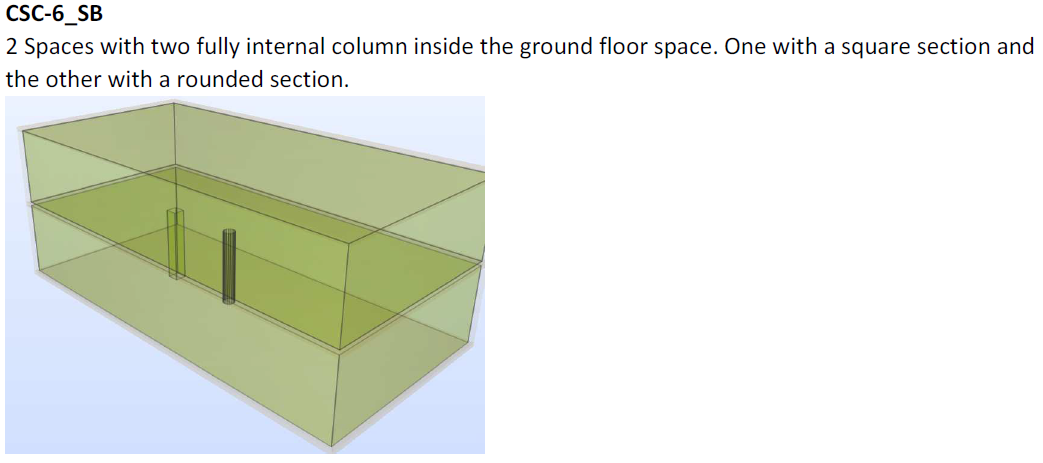 CSC-6_SB
2 Spaces with two fully internal column inside the ground floor space. One with a square section and
the other with a rounded section.